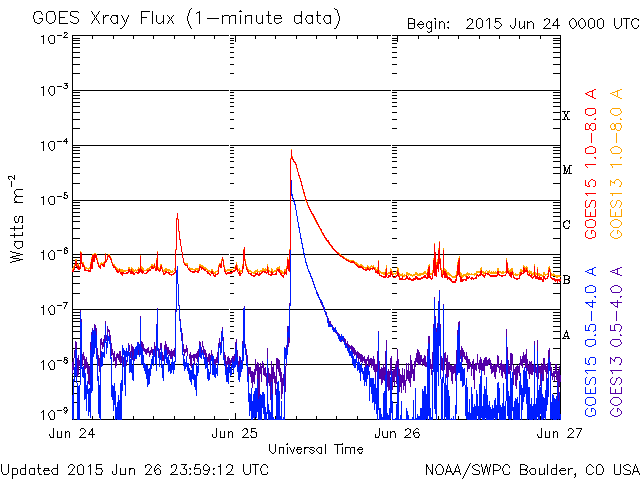 GOES Xray Flux (1-minute data)
Begin: 2015 Jun 24 0000 UTC
10⁻²
10⁻³
10⁻⁴
10⁻⁵
10⁻⁶
10⁻⁷
10⁻⁸
10⁻⁹
Watts m⁻²
X
M
C
B
A
GOES15 1.0-8.0 A
GOES13 1.0-8.0 A
GOES15 0.5-4.0 A
GOES13 0.5-4.0 A
Jun 24 Jun 25 Jun 26 Jun 27
Universal Time
Updated 2015 Jun 26 23:59:12 UTC
NOAA/SWPC Boulder, CO USA